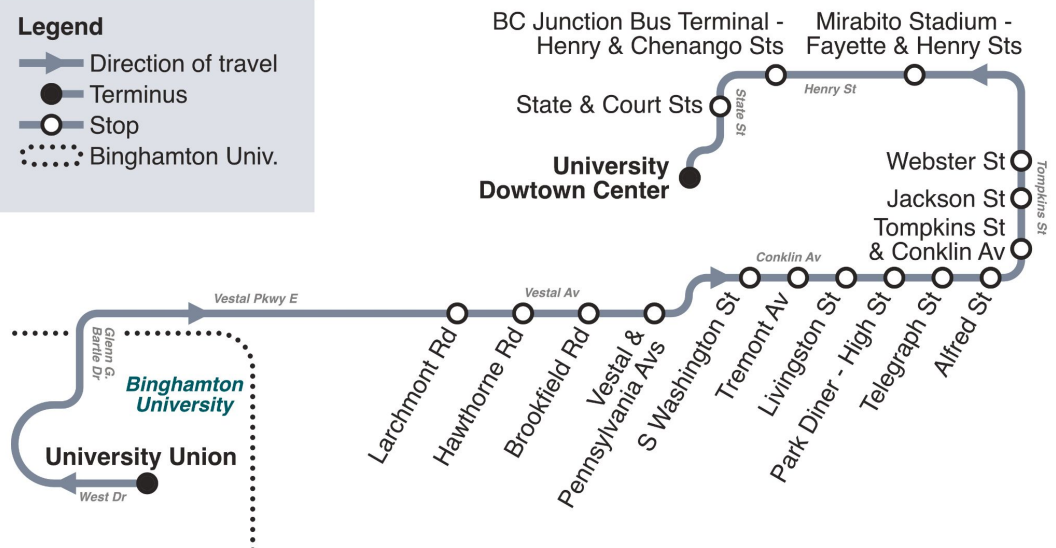 Legend
Direction of travel
Terminus
Stop
Binghamton Univ.
BC Junction Bus Terminal -
Henry & Chenango Sts
Mirabito Stadium -
Fayette & Henry Sts
Henry St
State & Court Sts
State St
University
Dowtown Center
Webster St
Jackson St
Tompkins St
& Conklin Av
Tompkins St
Conklin Av
Vestal Pkwy E
Vestal Av
Larchmont Rd
Hawthorne Rd
Brookfield Rd
Vestal &
Pennsylvania Avs
S Washington St
Tremont Av
Livingston St
Park Diner - High St
Telegraph St
Alfred St
Glenn G.
Bartle Dr
Binghamton
University
University Union
West Dr